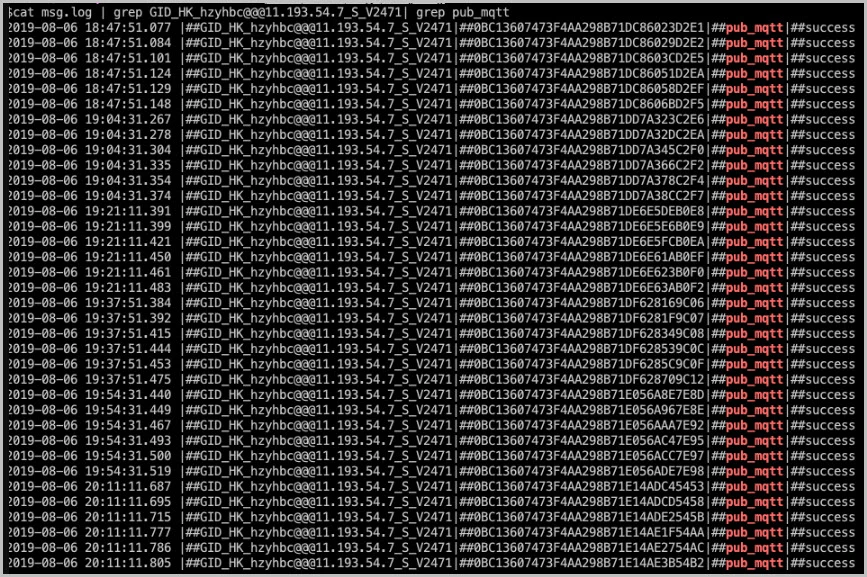 $cat msg.log | grep GID_HK_hzyhbc@@@11.193.54.7_S_V2471| grep pub_mqtt
2019-08-06 18:47:51.077 |##GID_HK_hzyhbc@@@11.193.54.7_S_V2471|##0BC13607473F4AA298B71DC86023D2E1|##pub_mqtt|##success
2019-08-06 18:47:51.084 |##GID_HK_hzyhbc@@@11.193.54.7_S_V2471|##0BC13607473F4AA298B71DC86029D2E2|##pub_mqtt|##success
2019-08-06 18:47:51.101 |##GID_HK_hzyhbc@@@11.193.54.7_S_V2471|##0BC13607473F4AA298B71DC8603CD2E5|##pub_mqtt|##success
2019-08-06 18:47:51.124 |##GID_HK_hzyhbc@@@11.193.54.7_S_V2471|##0BC13607473F4AA298B71DC86051D2EA|##pub_mqtt|##success
2019-08-06 18:47:51.129 |##GID_HK_hzyhbc@@@11.193.54.7_S_V2471|##0BC13607473F4AA298B71DC86058D2EF|##pub_mqtt|##success
2019-08-06 18:47:51.148 |##GID_HK_hzyhbc@@@11.193.54.7_S_V2471|##0BC13607473F4AA298B71DC8606BD2F5|##pub_mqtt|##success
2019-08-06 19:04:31.267 |##GID_HK_hzyhbc@@@11.193.54.7_S_V2471|##0BC13607473F4AA298B71DD7A323C2E6|##pub_mqtt|##success
2019-08-06 19:04:31.278 |##GID_HK_hzyhbc@@@11.193.54.7_S_V2471|##0BC13607473F4AA298B71DD7A32DC2EA|##pub_mqtt|##success
2019-08-06 19:04:31.304 |##GID_HK_hzyhbc@@@11.193.54.7_S_V2471|##0BC13607473F4AA298B71DD7A345C2F0|##pub_mqtt|##success
2019-08-06 19:04:31.335 |##GID_HK_hzyhbc@@@11.193.54.7_S_V2471|##0BC13607473F4AA298B71DD7A366C2F2|##pub_mqtt|##success
2019-08-06 19:04:31.354 |##GID_HK_hzyhbc@@@11.193.54.7_S_V2471|##0BC13607473F4AA298B71DD7A378C2F4|##pub_mqtt|##success
2019-08-06 19:04:31.374 |##GID_HK_hzyhbc@@@11.193.54.7_S_V2471|##0BC13607473F4AA298B71DD7A38CC2F7|##pub_mqtt|##success
2019-08-06 19:21:11.391 |##GID_HK_hzyhbc@@@11.193.54.7_S_V2471|##0BC13607473F4AA298B71DE6E5DEB0E8|##pub_mqtt|##success
2019-08-06 19:21:11.399 |##GID_HK_hzyhbc@@@11.193.54.7_S_V2471|##0BC13607473F4AA298B71DE6E5E6B0E9|##pub_mqtt|##success
2019-08-06 19:21:11.421 |##GID_HK_hzyhbc@@@11.193.54.7_S_V2471|##0BC13607473F4AA298B71DE6E5FCB0EA|##pub_mqtt|##success
2019-08-06 19:21:11.450 |##GID_HK_hzyhbc@@@11.193.54.7_S_V2471|##0BC13607473F4AA298B71DE6E61AB0EF|##pub_mqtt|##success
2019-08-06 19:21:11.461 |##GID_HK_hzyhbc@@@11.193.54.7_S_V2471|##0BC13607473F4AA298B71DE6E623B0F0|##pub_mqtt|##success
2019-08-06 19:21:11.483 |##GID_HK_hzyhbc@@@11.193.54.7_S_V2471|##0BC13607473F4AA298B71DE6E63AB0F2|##pub_mqtt|##success
2019-08-06 19:37:51.384 |##GID_HK_hzyhbc@@@11.193.54.7_S_V2471|##0BC13607473F4AA298B71DF628169C06|##pub_mqtt|##success
2019-08-06 19:37:51.392 |##GID_HK_hzyhbc@@@11.193.54.7_S_V2471|##0BC13607473F4AA298B71DF6281F9C07|##pub_mqtt|##success
2019-08-06 19:37:51.415 |##GID_HK_hzyhbc@@@11.193.54.7_S_V2471|##0BC13607473F4AA298B71DF628349C08|##pub_mqtt|##success
2019-08-06 19:37:51.444 |##GID_HK_hzyhbc@@@11.193.54.7_S_V2471|##0BC13607473F4AA298B71DF628539C0C|##pub_mqtt|##success
2019-08-06 19:37:51.453 |##GID_HK_hzyhbc@@@11.193.54.7_S_V2471|##0BC13607473F4AA298B71DF6285C9C0F|##pub_mqtt|##success
2019-08-06 19:37:51.475 |##GID_HK_hzyhbc@@@11.193.54.7_S_V2471|##0BC13607473F4AA298B71DF628709C12|##pub_mqtt|##success
2019-08-06 19:54:31.440 |##GID_HK_hzyhbc@@@11.193.54.7_S_V2471|##0BC13607473F4AA298B71E056A8E7E8D|##pub_mqtt|##success
2019-08-06 19:54:31.449 |##GID_HK_hzyhbc@@@11.193.54.7_S_V2471|##0BC13607473F4AA298B71E056A967E8E|##pub_mqtt|##success
2019-08-06 19:54:31.467 |##GID_HK_hzyhbc@@@11.193.54.7_S_V2471|##0BC13607473F4AA298B71E056AAA7E92|##pub_mqtt|##success
2019-08-06 19:54:31.493 |##GID_HK_hzyhbc@@@11.193.54.7_S_V2471|##0BC13607473F4AA298B71E056AC47E95|##pub_mqtt|##success
2019-08-06 19:54:31.500 |##GID_HK_hzyhbc@@@11.193.54.7_S_V2471|##0BC13607473F4AA298B71E056ACC7E97|##pub_mqtt|##success
2019-08-06 19:54:31.519 |##GID_HK_hzyhbc@@@11.193.54.7_S_V2471|##0BC13607473F4AA298B71E056ADE7E98|##pub_mqtt|##success
2019-08-06 20:11:11.687 |##GID_HK_hzyhbc@@@11.193.54.7_S_V2471|##0BC13607473F4AA298B71E14ADC45453|##pub_mqtt|##success
2019-08-06 20:11:11.695 |##GID_HK_hzyhbc@@@11.193.54.7_S_V2471|##0BC13607473F4AA298B71E14ADCD5458|##pub_mqtt|##success
2019-08-06 20:11:11.715 |##GID_HK_hzyhbc@@@11.193.54.7_S_V2471|##0BC13607473F4AA298B71E14ADE2545B|##pub_mqtt|##success
2019-08-06 20:11:11.777 |##GID_HK_hzyhbc@@@11.193.54.7_S_V2471|##0BC13607473F4AA298B71E14AE1F54AA|##pub_mqtt|##success
2019-08-06 20:11:11.786 |##GID_HK_hzyhbc@@@11.193.54.7_S_V2471|##0BC13607473F4AA298B71E14AE2754AC|##pub_mqtt|##success
2019-08-06 20:11:11.805 |##GID_HK_hzyhbc@@@11.193.54.7_S_V2471|##0BC13607473F4AA298B71E14AE3B54B2|##pub_mqtt|##success